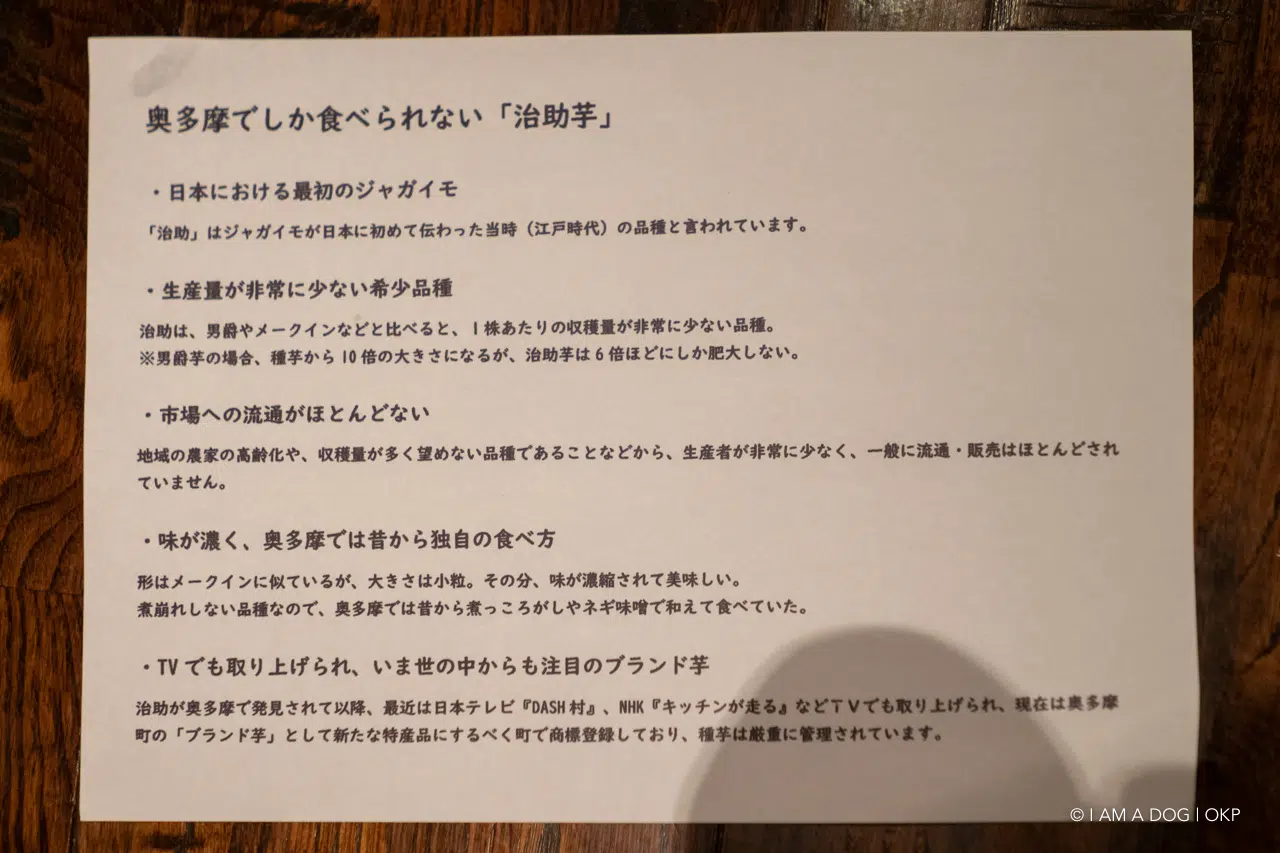 奥多摩でしか食べられない「治助芋」
・日本における最初のジャガイモ
「治助」はジャガイモが日本に初めて伝わった当時（江戸時代）の品種と言われています。
・生産量が非常に少ない希少品種
治助は、男爵やメークインなどと比べると、1株あたりの収穫量が非常に少ない品種。
※男爵芋の場合、種芋から10倍の大きさになるが、治助芋は6倍ほどにしか肥大しない。
・市場への流通がほとんどない
地域の農家の高齢化や、収穫量が多く望めない品種であることなどから、生産者が非常に少なく、一般に流通・販売はほとんどされ
ていません。
・味が濃く、奥多摩では昔から独自の食べ方
形はメークインに似ているが、大きさは小粒。その分、味が濃縮されて美味しい。
煮崩れしない品種なので、奥多摩では昔から煮っころがしやネギ味噌で和えて食べていた。
・TVでも取り上げられ、いま世の中からも注目のブランド芋
治助が奥多摩で発見されて以降、最近は日本テレビ『DASH村』、NHK『キッチンが走る』などＴＶでも取り上げられ、現在は奥多摩
町の「ブランド芋」として新たな特産品にするべく町で商標登録しており、種芋は厳重に管理されています。
© I AM A DOG | OKP